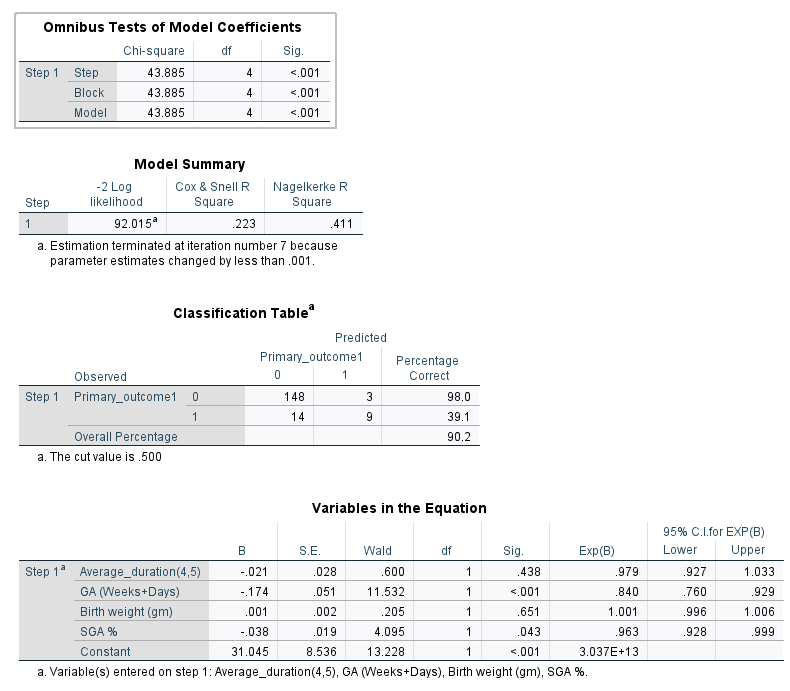 Omnibus Tests of Model Coefficients
Chi-square df Sig.
Step 1 Step 43.885 4 <.001
Block 43.885 4 <.001
Model 43.885 4 <.001
Model Summary
-2 Log Cox & Snell R Nagelkerke R
Step likelihood Square Square
1 92.015a .223 .411
a. Estimation terminated at iteration number 7 because
parameter estimates changed by less than .001.
Classification Tablea
Predicted
Primary_outcome1 Percentage
Observed 0 1 Correct
Step 1 Primary_outcome1 0 148 3 98.0
1 14 9 39.1
Overall Percentage 90.2
a. The cut value is .500
Variables in the Equation
95% C.I.for EXP(B)
B S.E. Wald df Sig. Exp(B) Lower Upper
Step 1a Average_duration(4,5) -.021 .028 .600 1 .438 .979 .927 1.033
GA (Weeks+Days) -.174 .051 11.532 1 <.001 .840 .760 .929
Birth weight (gm) .001 .002 .205 1 .651 1.001 .996 1.006
SGA % -.038 .019 4.095 1 .043 .963 .928 .999
Constant 31.045 8.536 13.228 1 <.001 3.037E+13
a. Variable(s) entered on step 1: Average_duration(4,5), GA (Weeks+Days), Birth weight (gm), SGA %.